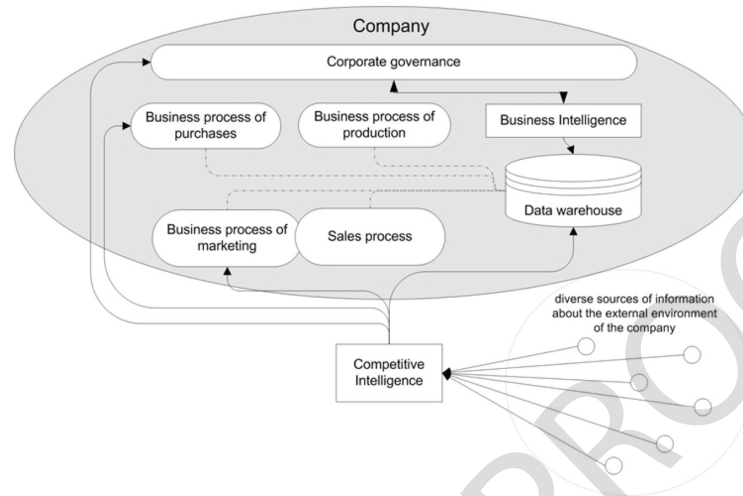 Company
Corporate governance
Business process of
purchases
Business process of
production
Business Intelligence
Data warehouse
Business process of
marketing
Sales process
diverse sources of information
about the external environment
of the company
Competitive
Intelligence